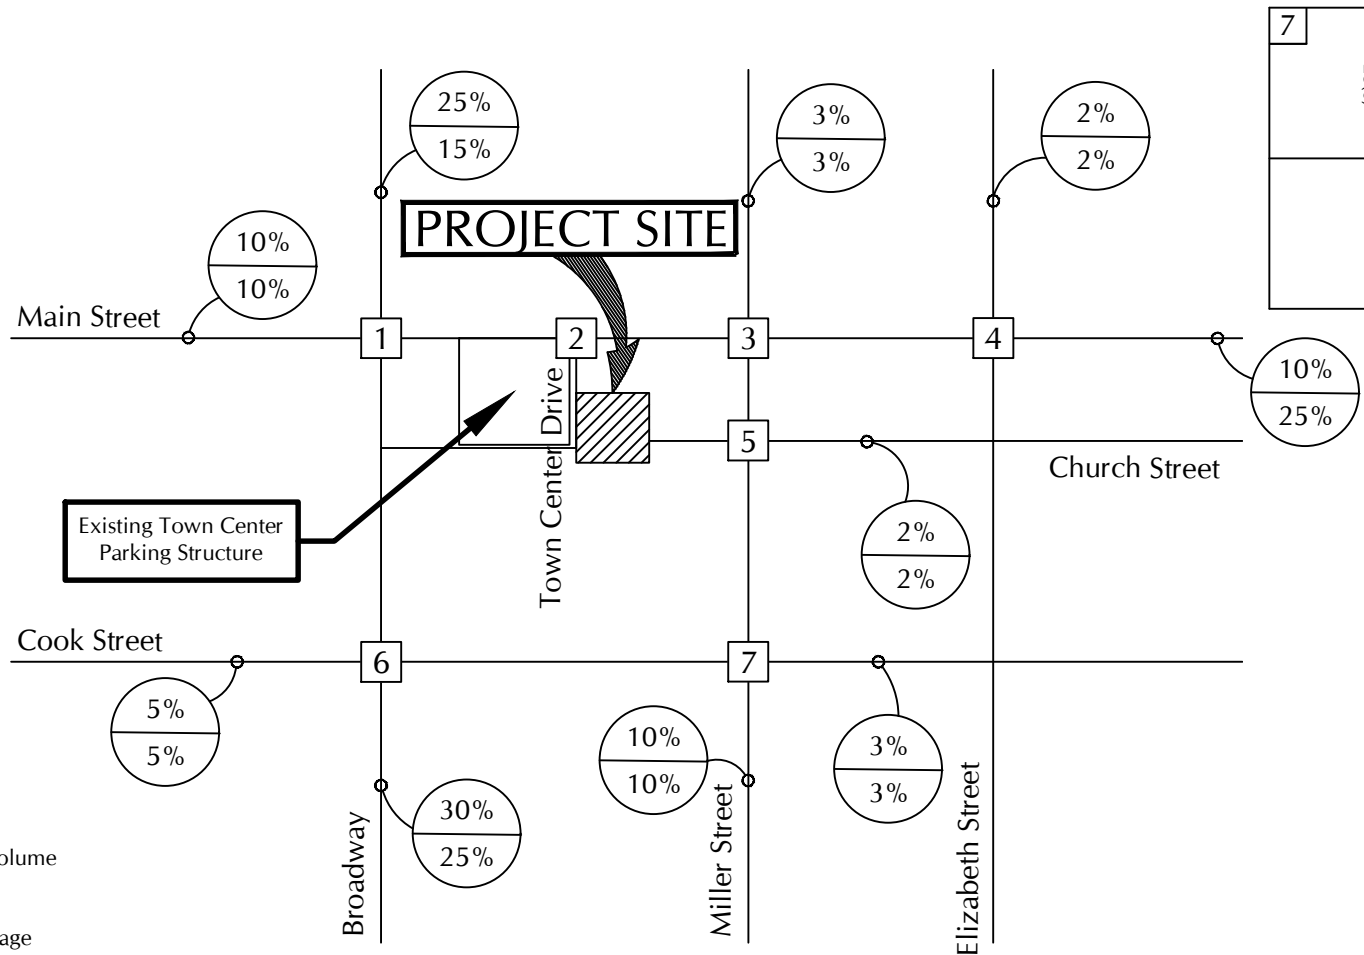 7
25%
15%
3%
3%
2%
2%
PROJECT SITE
10%
10%
Main Street
1
2
3
4
10%
25%
Town Center Drive
5
Church Street
Existing Town Center
Parking Structure
2%
2%
Cook Street
6
7
5%
5%
10%
10%
3%
3%
30%
25%
Broadway
Miller Street
Elizabeth Street
olume
age